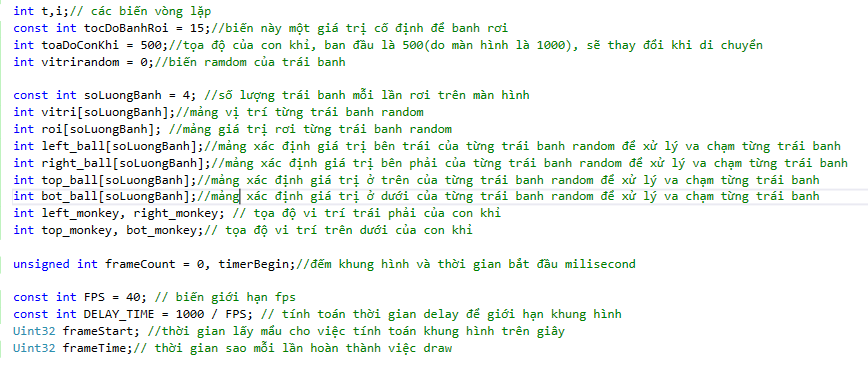 int t,i;// các biến vòng lặp
const int tocDoBanhRoi = 15;//biến này một giá trị cố định để banh rơi
int toaDoConKhi = 500;//tọa độ của con khỉ, ban đầu là 500(do màn hình là 1000), sẽ thay đổi khi di chuyển
int vitrirandom = 0;//biến ramdom của trái banh
const int soLuongBanh = 4; //số lượng trái banh mỗi lần rơi trên màn hình
int vitri[soLuongBanh];//mảng vị trí từng trái banh random
int roi[soLuongBanh]; //mảng giá trị rơi từng trái banh random
int left_ball[soLuongBanh];//mảng xác định giá trị bên trái của từng trái banh random để xử lý va chạm từng trái banh
int right_ball[soLuongBanh];//mảng xác định giá trị bên phải của từng trái banh random để xử lý va chạm từng trái banh
int top_ball[soLuongBanh];//mảng xác định giá trị ở trên của từng trái banh random để xử lý va chạm từng trái banh
int bot_ball[soLuongBanh];//mảng xác định giá trị ở dưới của từng trái banh random để xử lý va chạm từng trái banh
int left_monkey, right_monkey; // tọa độ vi trí trái phải của con khỉ
int top_monkey, bot_monkey;// tọa độ vi trí trên dưới của con khỉ
unsigned int frameCount = 0, timerBegin;//đếm khung hình và thời gian bắt đầu milisecond
const int FPS = 40; // biến giới hạn fps
const int DELAY_TIME = 1000 / FPS; // tính toán thời gian delay để giới hạn khung hình
Uint32 frameStart; //thời gian lấy mẩu cho việc tính toán khung hình trên giây
Uint32 frameTime;// thời gian sao mỗi lần hoàn thành việc draw